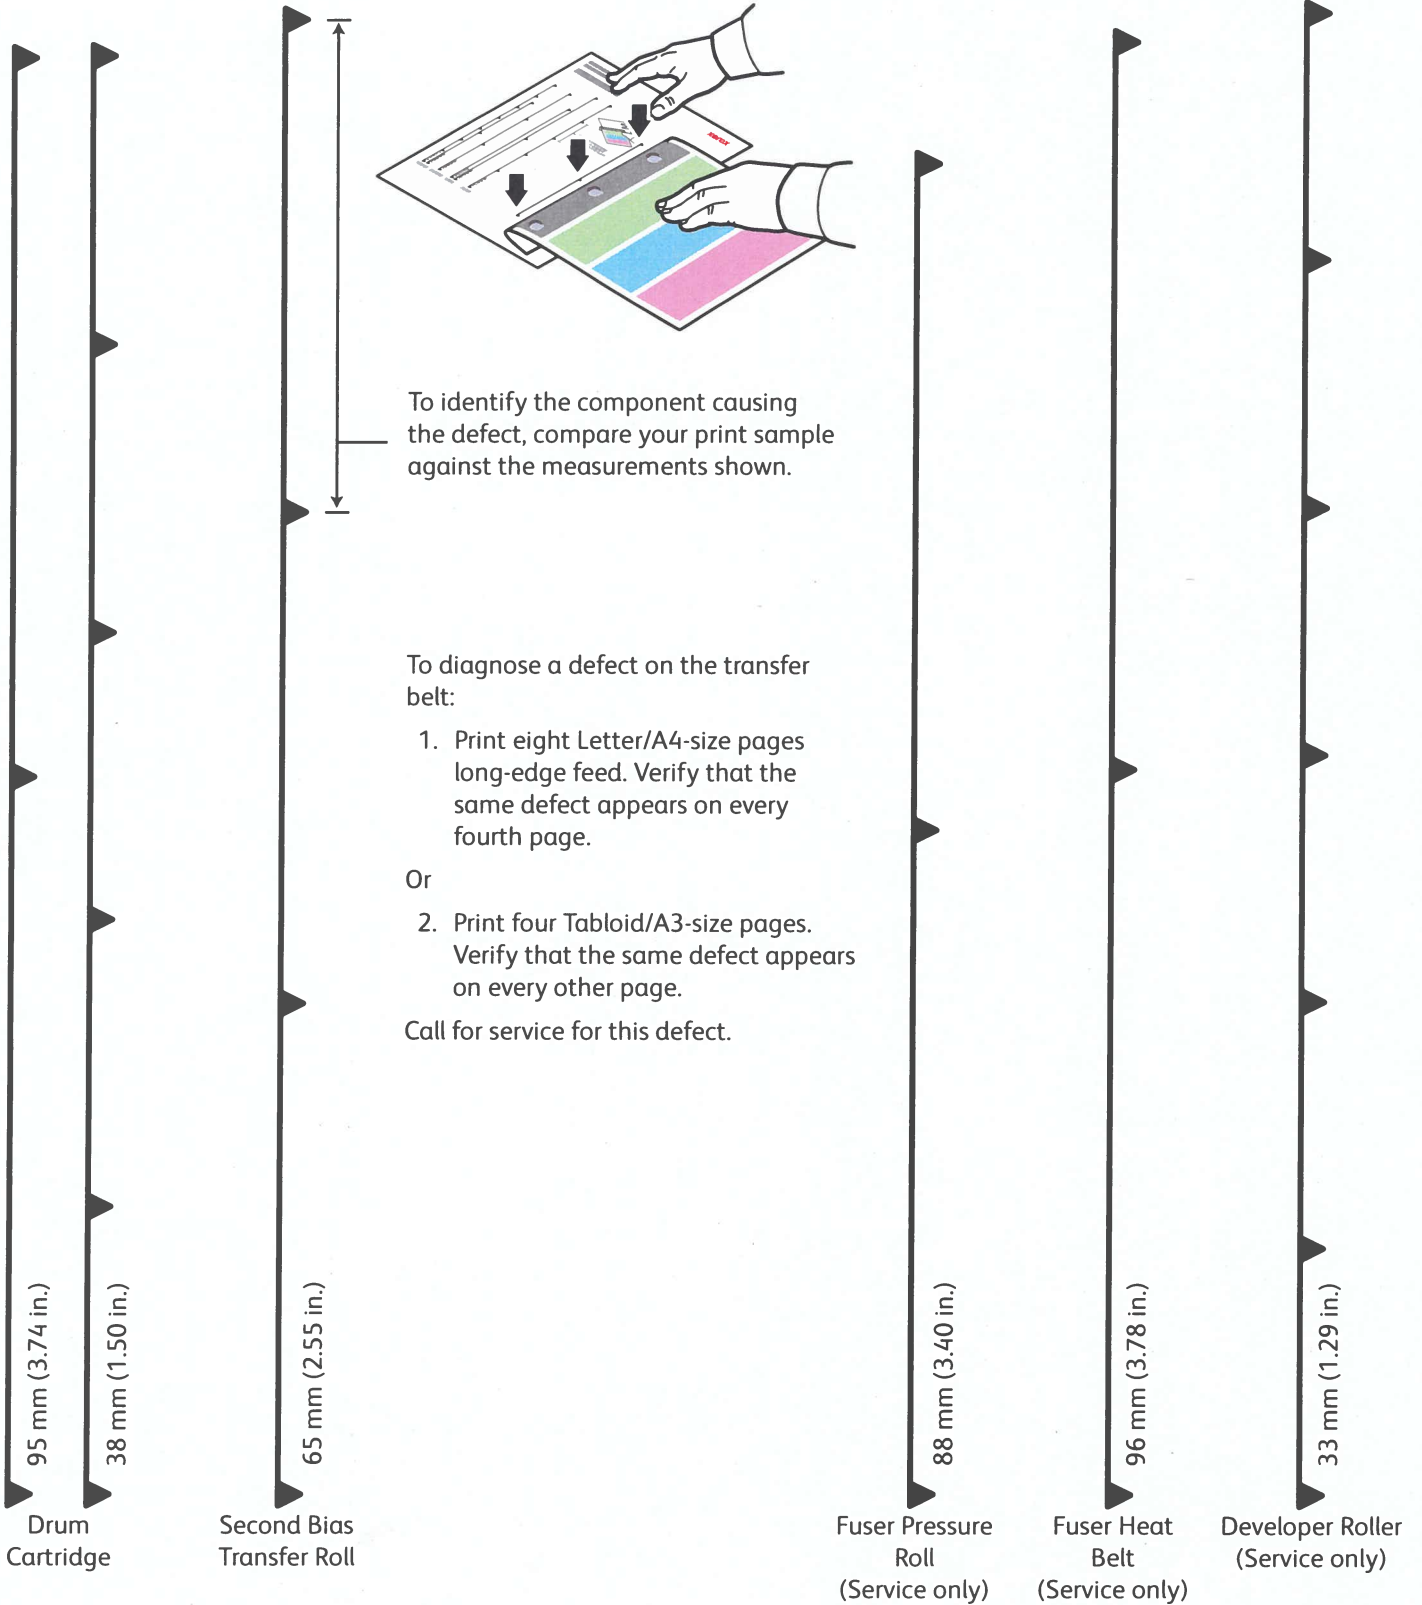 xerox
To identify the component causing
the defect, compare your print sample
against the measurements shown.
To diagnose a defect on the transfer
belt:
1. Print eight Letter/A4-size pages
long-edge feed. Verify that the
same defect appears on every
fourth page.
Or
2. Print four Tabloid/A3-size pages.
Verify that the same defect appears
on every other page.
Call for service for this defect.
95 mm (3.74 in.)
38 mm (1.50 in.)
65 mm (2.55 in.)
88 mm (3.40 in.)
96 mm (3.78 in.)
33 mm (1.29 in.)
Drum
Cartridge
Second Bias
Transfer Roll
Fuser Pressure
Roll
(Service only)
Fuser Heat
Belt
(Service only)
Developer Roller
(Service only)